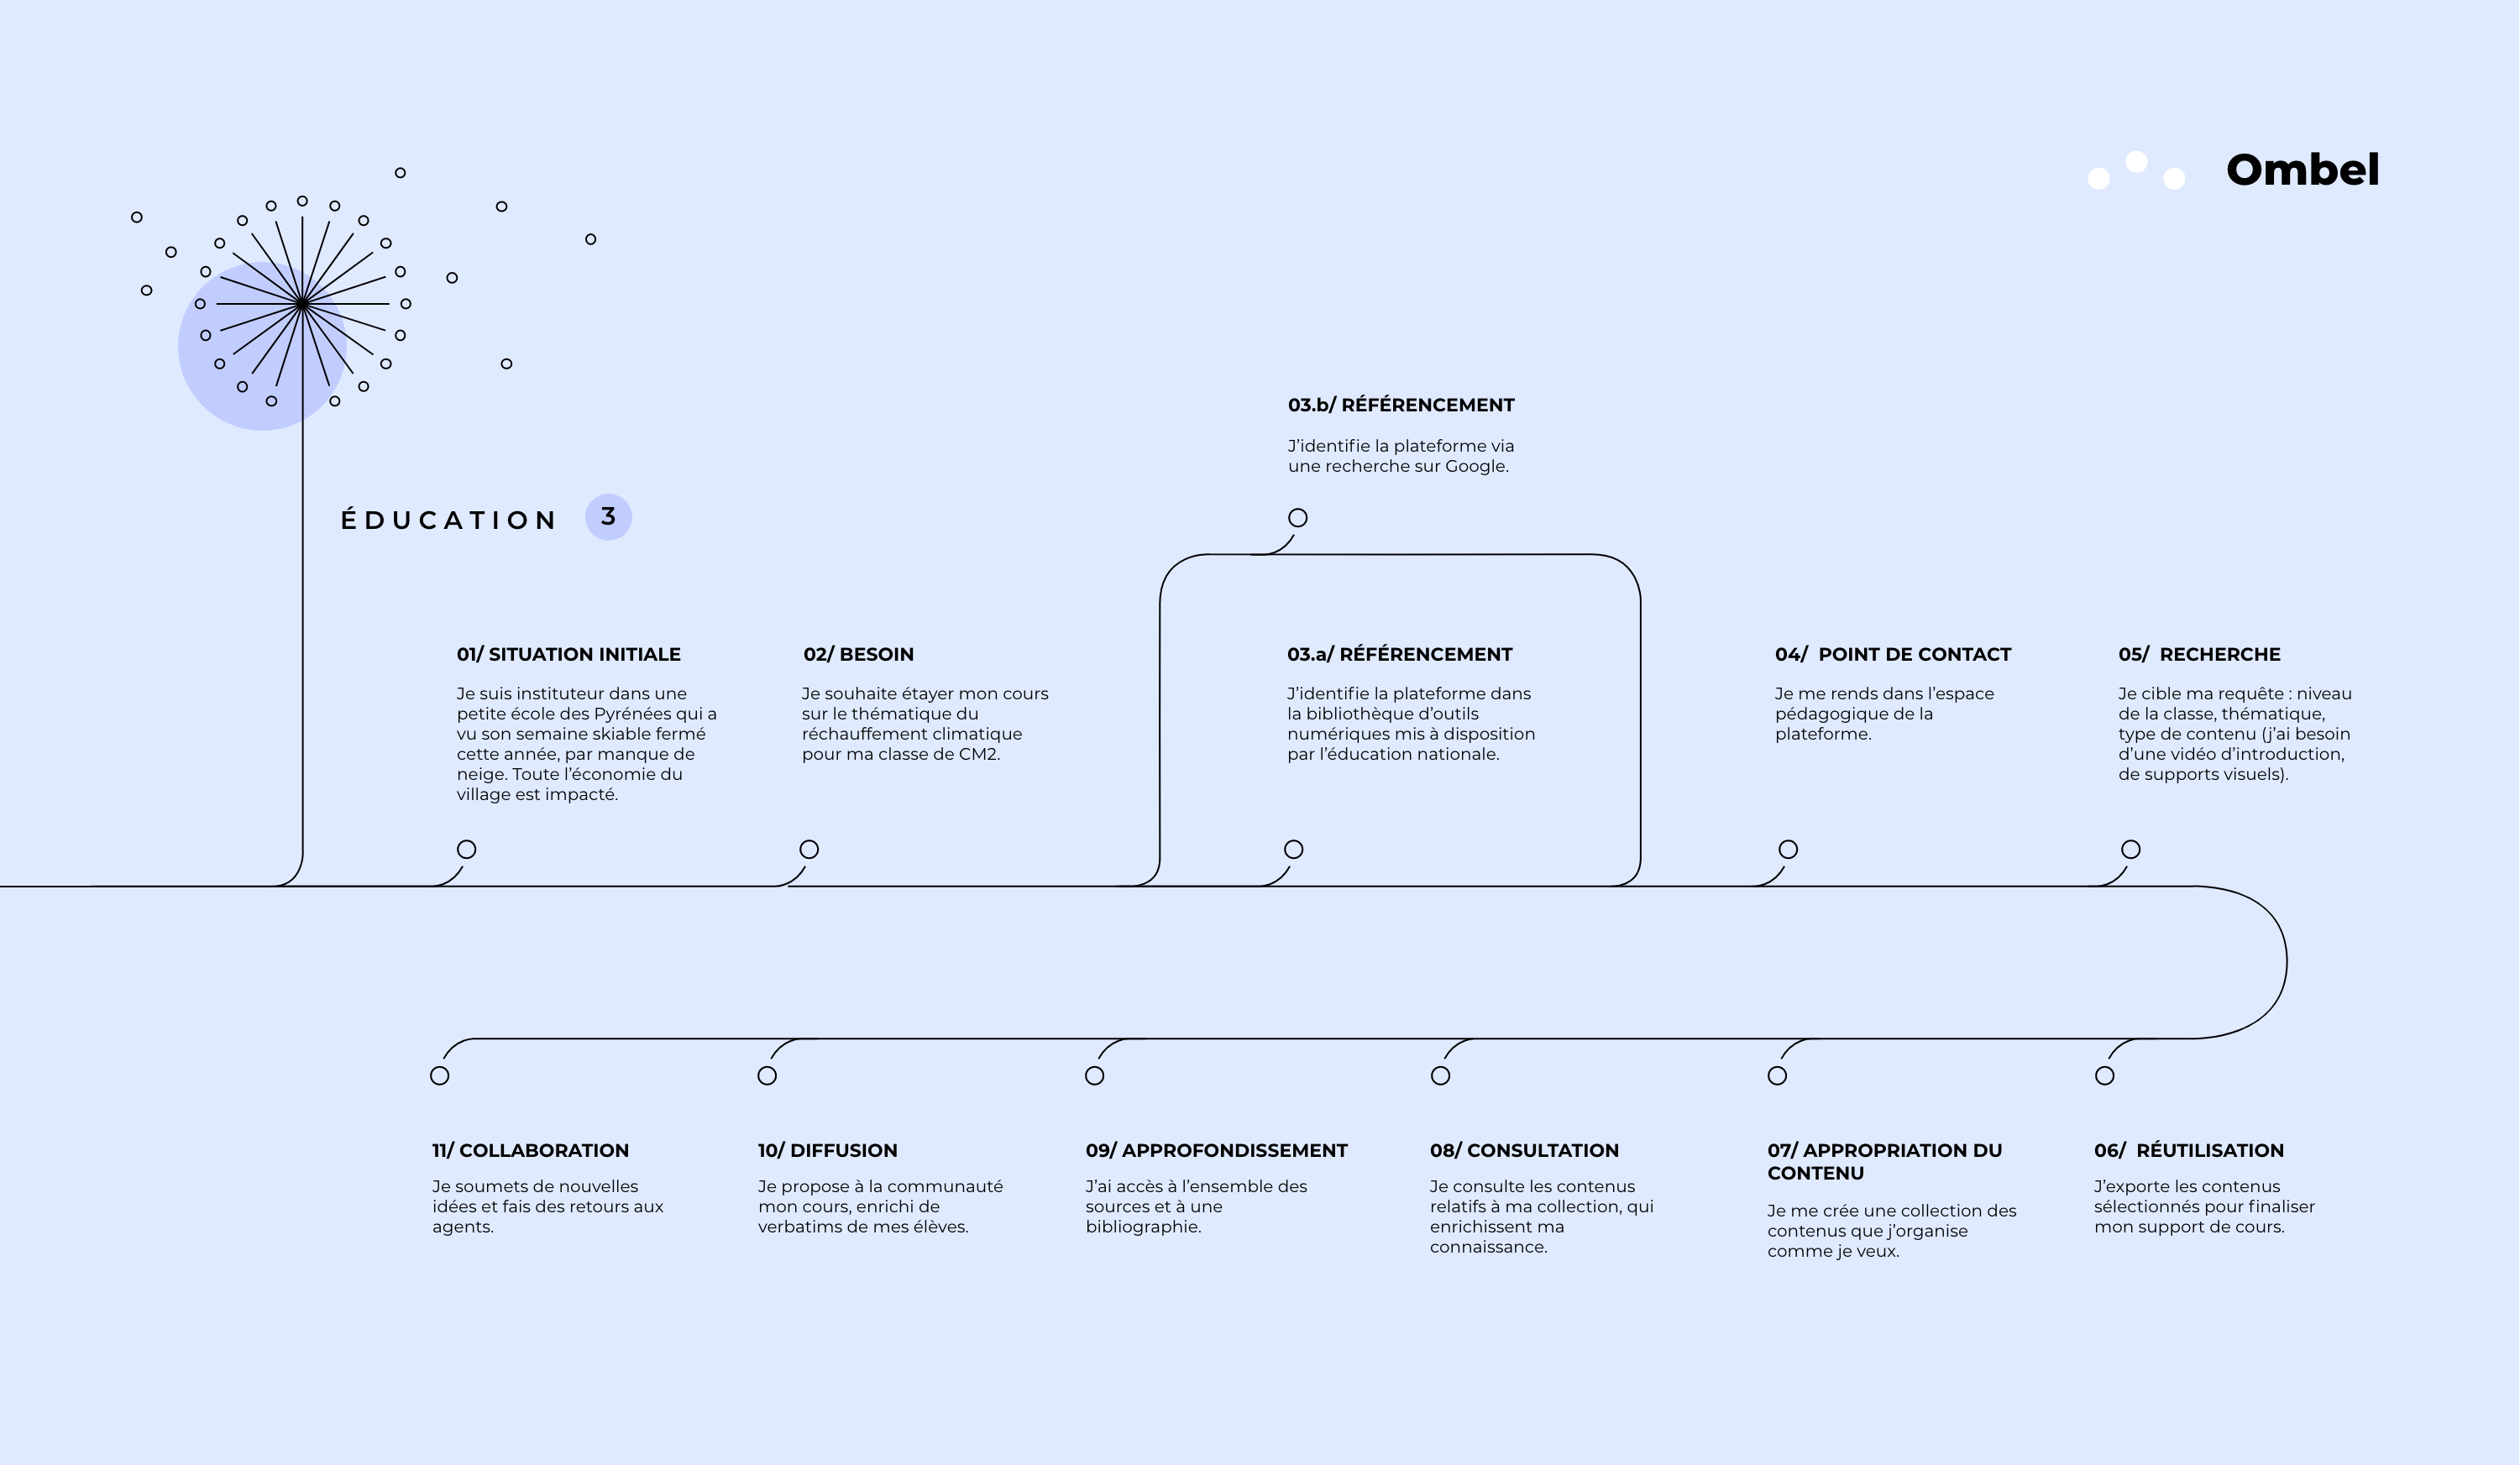 Ombel
ÉDUCATION
3
01/ SITUATION INITIALE
Je suis instituteur dans une
petite école des Pyrénées qui a
vu son semaine skiable fermé
cette année, par manque de
neige. Toute l’économie du
village est impacté.
02/ BESOIN
Je souhaite étayer mon cours
sur le thématique du
réchauffement climatique
pour ma classe de CM2.
03.b/ RÉFÉRENCEMENT
J’identifie la plateforme via
une recherche sur Google.
03.a/ RÉFÉRENCEMENT
J’identifie la plateforme dans
la bibliothèque d’outils
numériques mis à disposition
par l’éducation nationale.
04/ POINT DE CONTACT
Je me rends dans l’espace
pédagogique de la
plateforme.
05/ RECHERCHE
Je cible ma requête : niveau
de la classe, thématique,
type de contenu (j’ai besoin
d’une vidéo d’introduction,
de supports visuels).
11/ COLLABORATION
Je soumets de nouvelles
idées et fais des retours aux
agents.
10/ DIFFUSION
Je propose à la communauté
mon cours, enrichi de
verbatims de mes élèves.
09/ APPROFONDISSEMENT
J’ai accès à l’ensemble des
sources et à une
bibliographie.
08/ CONSULTATION
Je consulte les contenus
relatifs à ma collection, qui
enrichissent ma
connaissance.
07/ APPROPRIATION DU
CONTENU
Je me crée une collection des
contenus que j’organise
comme je veux.
06/ RÉUTILISATION
J’exporte les contenus
sélectionnés pour finaliser
mon support de cours.